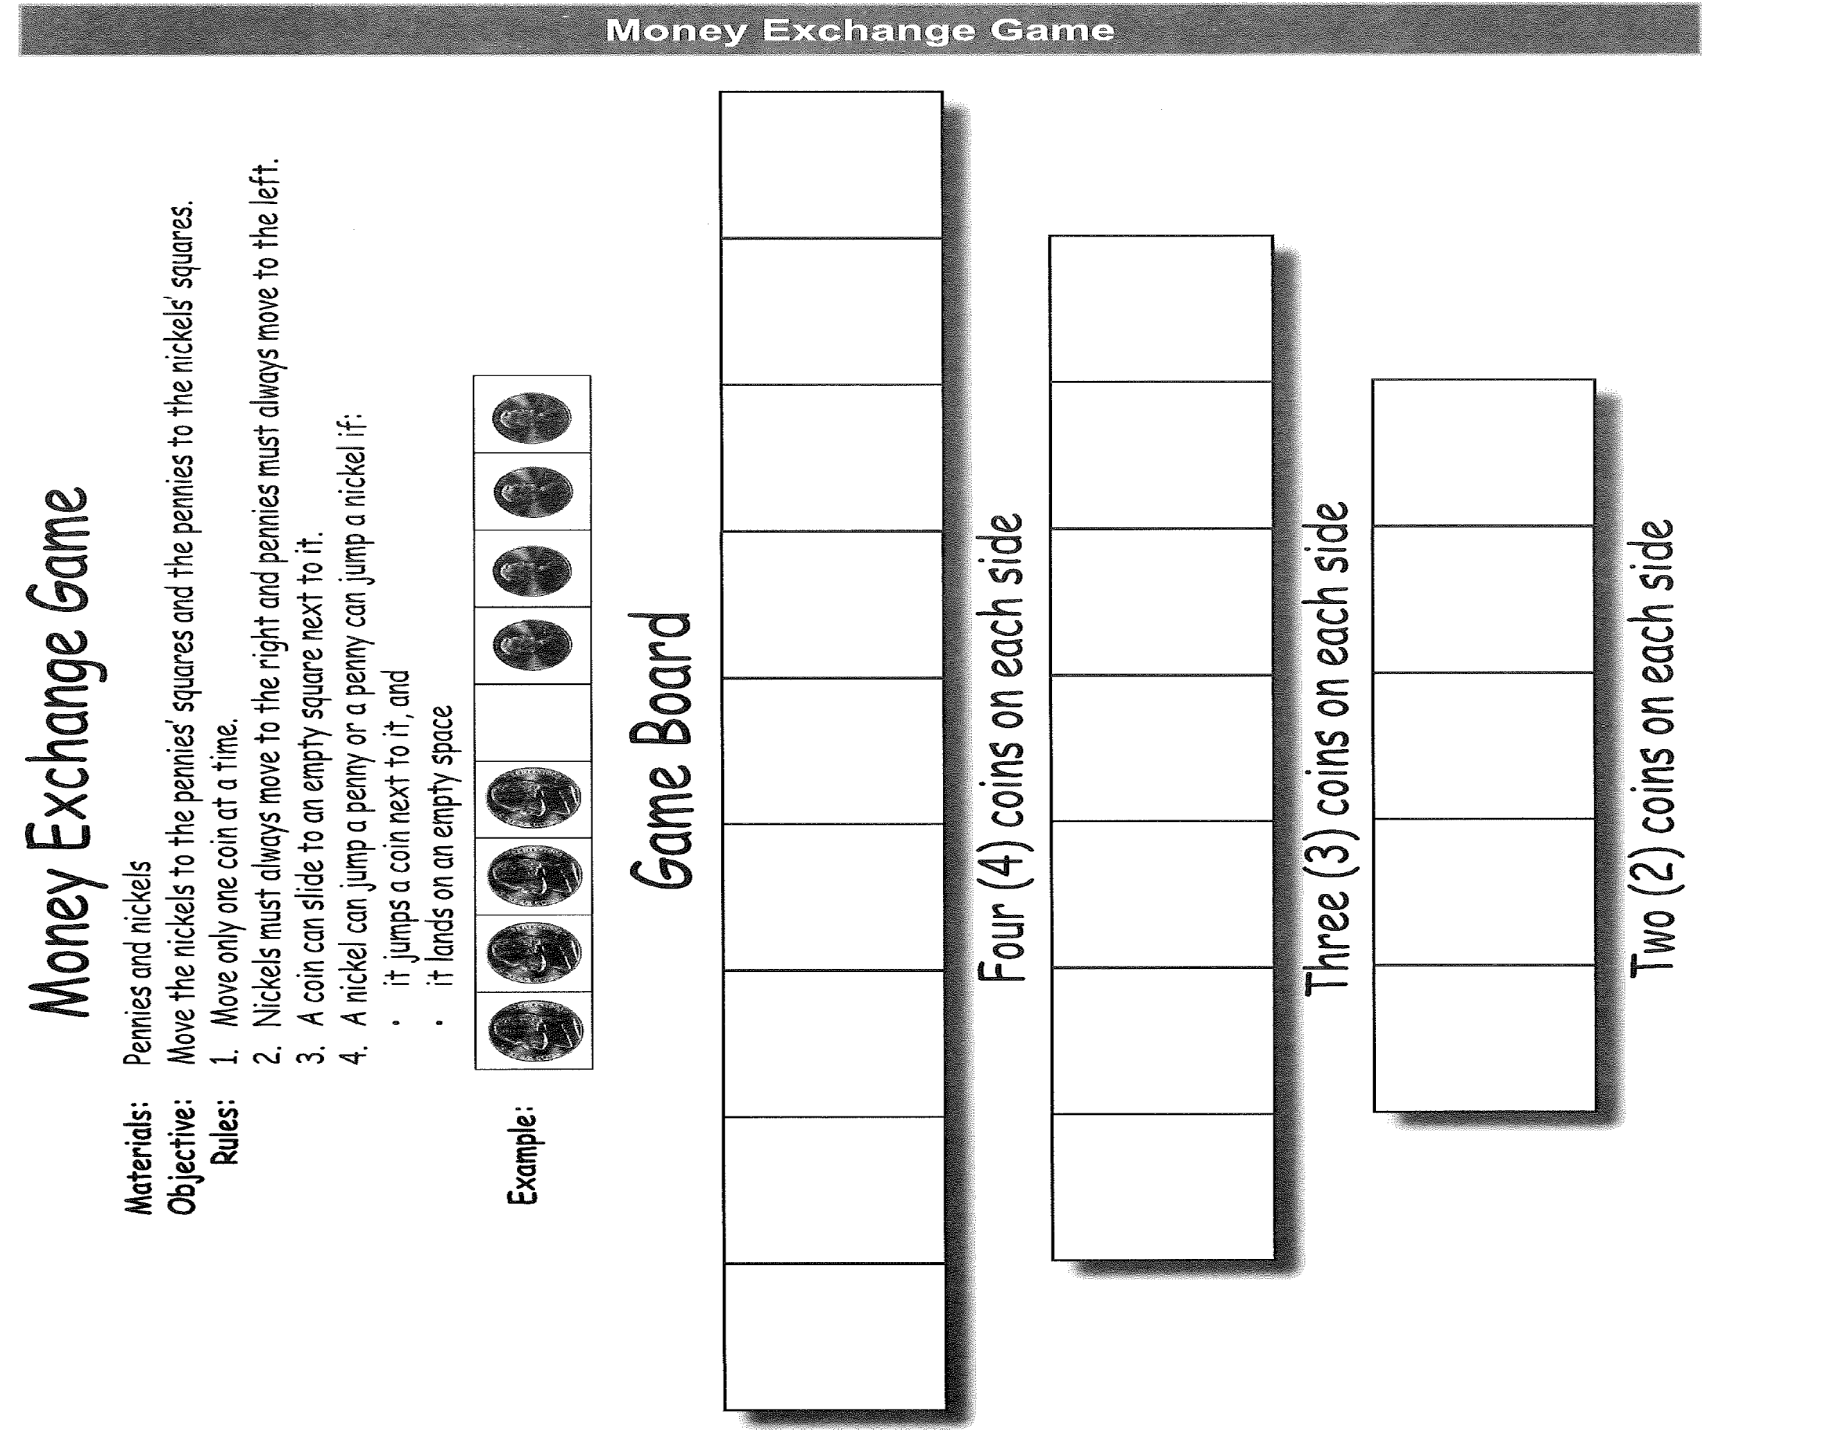 Money Exchange Game
Money Exchange Game
Materials: Pennies and nickels
Objective: Move the nickels to the pennies' squares and the pennies to the nickels' squares.
Rules: 1. Move only one coin at a time.
2. Nickels must always move to the right and pennies must always move to the left.
3. A coin can slide to an empty square next to it.
4. A nickel can jump a penny or a penny can jump a nickel if:
• it jumps a coin next to it, and
• it lands on an empty space
Example:
Game Board
Four (4) coins on each side
Three (3) coins on each side
Two (2) coins on each side